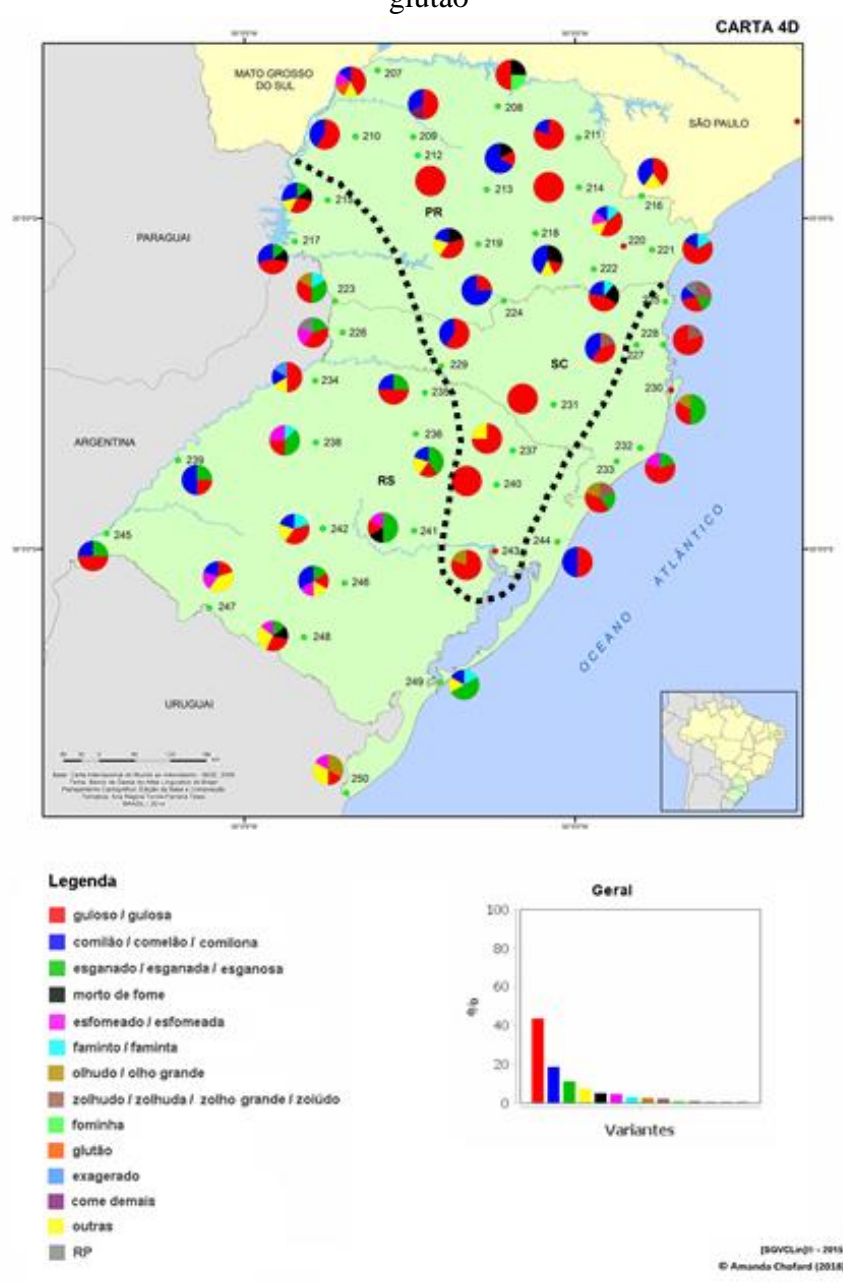 glutão
CARTA 4D
MATO GROSSO
DO SUL
207
208
SÃO PAULO
210
209
211
212
213
214
216
PR
218
219
220
221
222
PARAGUAI
217
223
224
226
228
227
229
SC
230
234
231
235
236
ARGENTINA
238
237
232
239
233
RS
240
242
241
243
244
245
246
247
248
OCEANO ATLÂNTICO
249
URUGUAI
250
Legenda
guloso / gulosa
comilão / comelão / comilona
esganado / esganada / esganosa
morto de fome
esfomeado / esfomeada
faminto / faminta
olhudo / olho grande
zolhudo / zolhuda / zolho grande / zolúdo
fominha
glutão
exagerado
come demais
outras
RP
Geral
100
80
60
40
20
0
%
Variantes
[SGVCLin]® - 2015
© Amanda Chofard (2018)